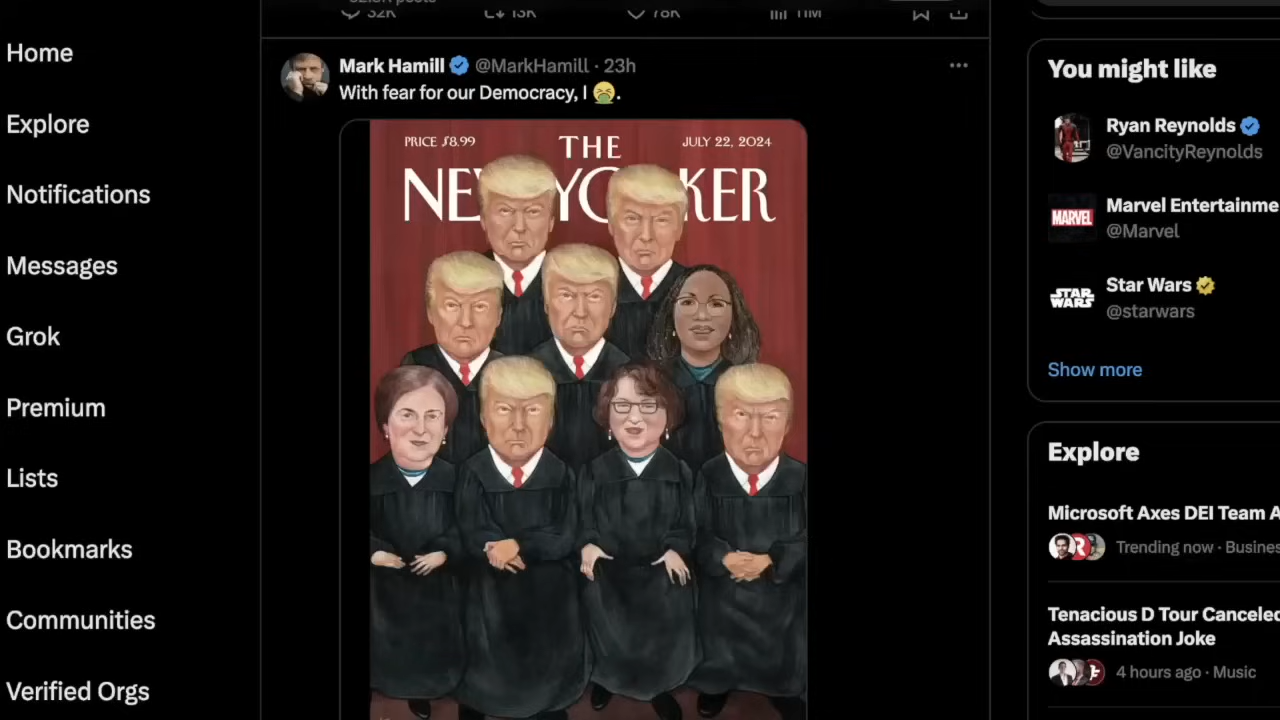 Home
Explore
Notifications
Messages
Grok
Premium
Lists
Bookmarks
Communities
Verified Orgs
32K 13K 78K 11M
Mark Hamill @MarkHamill · 23h
With fear for our Democracy, I 🤮.
PRICE $8.99
THE
JULY 22, 2024
NEW YORKER
You might like
Ryan Reynolds
@VancityReynolds
MARVEL
Marvel Entertainme
@Marvel
STAR WARS
Star Wars
@starwars
Show more
Explore
Microsoft Axes DEI Team A
Trending now · Busines
Tenacious D Tour Canceled
Assassination Joke
4 hours ago · Music